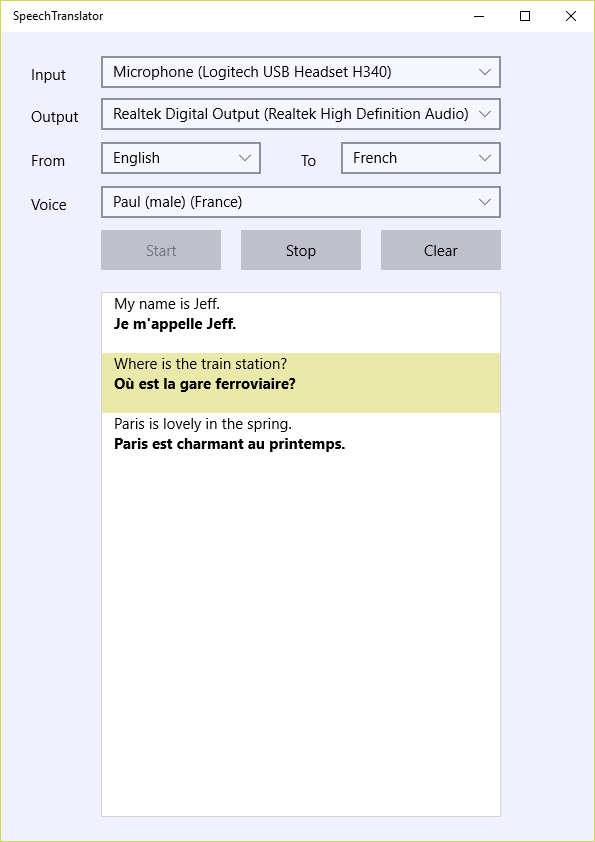 SpeechTranslator
Input
Microphone (Logitech USB Headset H340)
Output
Realtek Digital Output (Realtek High Definition Audio)
From
English
To
French
Voice
Paul (male) (France)
Start
Stop
Clear
My name is Jeff.
Je m'appelle Jeff.
Where is the train station?
Où est la gare ferroviaire?
Paris is lovely in the spring.
Paris est charmant au printemps.